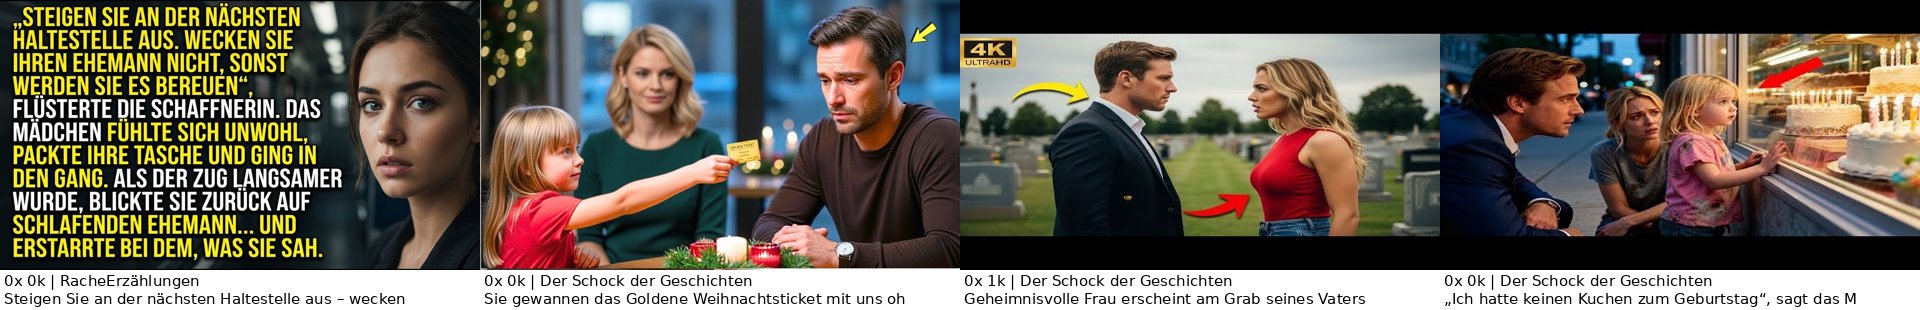 „STEIGEN SIE AN DER NÄCHSTEN
HALTESTELLE AUS. WECKEN SIE
IHREN EHEMANN NICHT, SONST
WERDEN SIE ES BEREUEN“,
FLÜSTERTE DIE SCHAFFNERIN. DAS
MÄDCHEN FÜHLTE SICH UNWOHL,
PACKTE IHRE TASCHE UND GING IN
DEN GANG. ALS DER ZUG LANGSAMER
WURDE, BLICKTE SIE ZURÜCK AUF
SCHLAFENDEN EHEMANN... UND
ERSTARRTE BEI DEM, WAS SIE SAH.
0x 0k | RacheErzählungen
Steigen Sie an der nächsten Haltestelle aus – wecken
0x 0k | Der Schock der Geschichten
Sie gewannen das Goldene Weihnachtsticket mit uns oh
4K
ULTRAHD
0x 1k | Der Schock der Geschichten
Geheimnisvolle Frau erscheint am Grab seines Vaters
0x 0k | Der Schock der Geschichten
„Ich hatte keinen Kuchen zum Geburtstag“, sagt das M